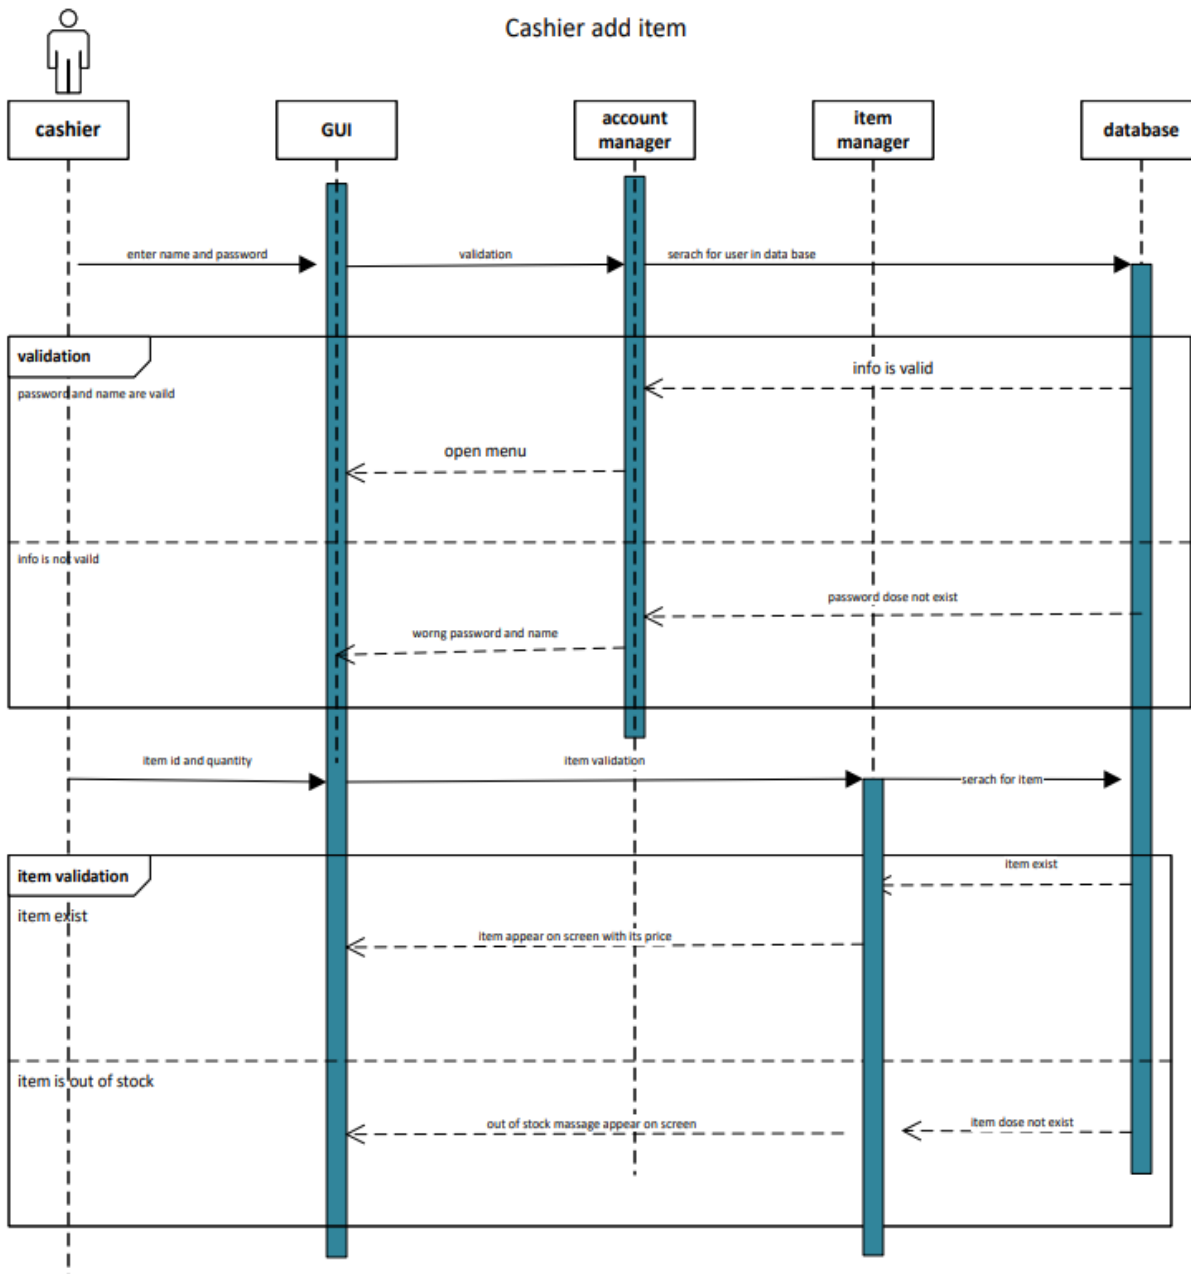 Cashier add item
cashier
GUI
account
manager
item
manager
database
enter name and password
validation
serach for user in data base
validation
password and name are vaild
info is valid
open menu
info is not vaild
password dose not exist
worng password and name
item id and quantity
item validation
serach for item
item validation
item exist
item exist
item appear on screen with its price
item is out of stock
out of stock massage appear on screen
item dose not exist